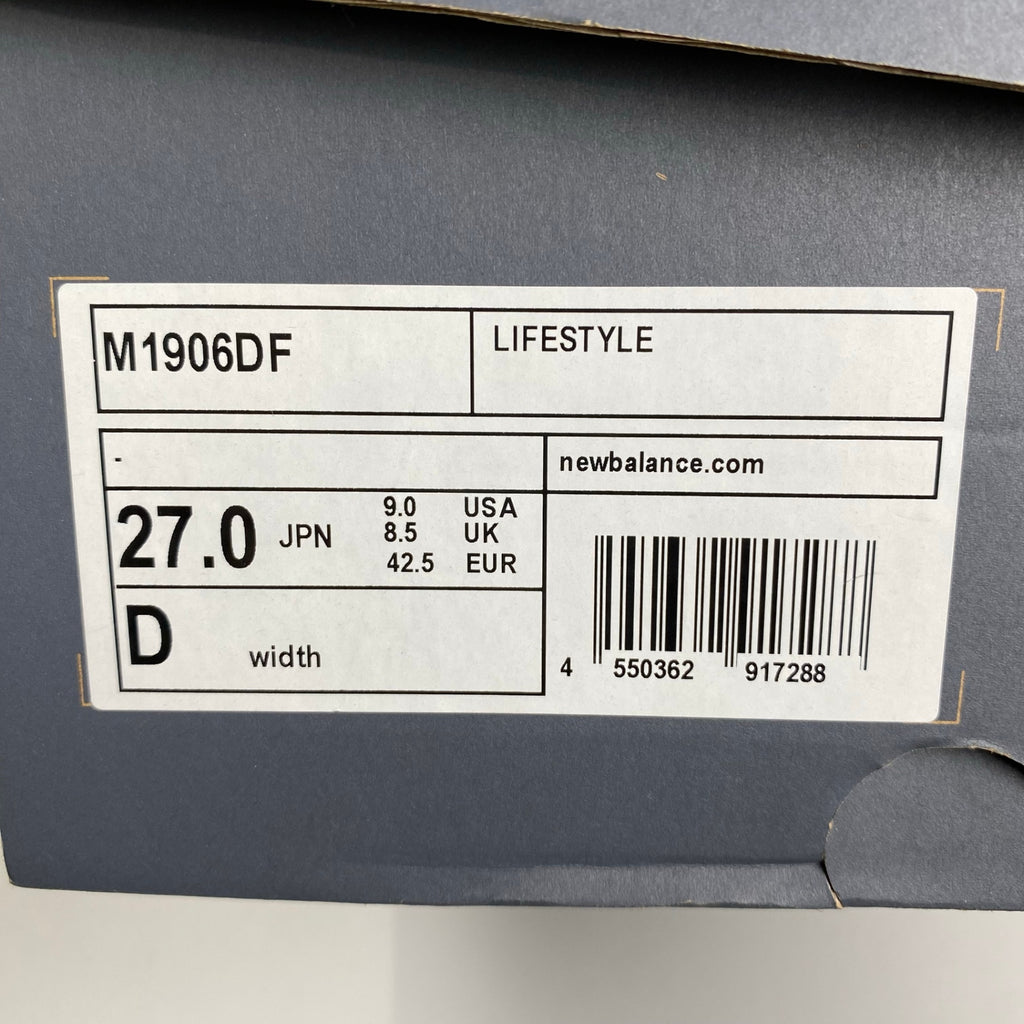 M1906DF
LIFESTYLE
-
newbalance.com
27.0 JPN
9.0 USA
8.5 UK
42.5 EUR
D width
4 550362 917288